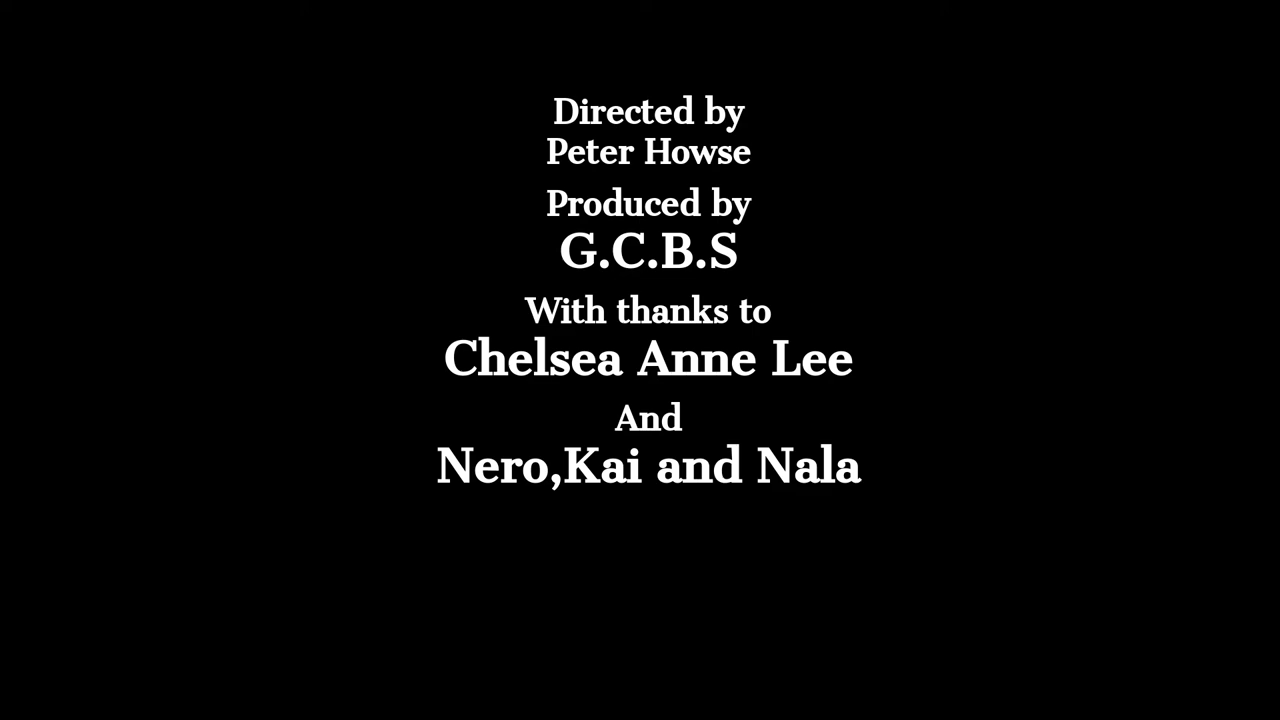 Directed by
Peter Howse
Produced by
G.C.B.S
With thanks to
Chelsea Anne Lee
And
Nero,Kai and Nala